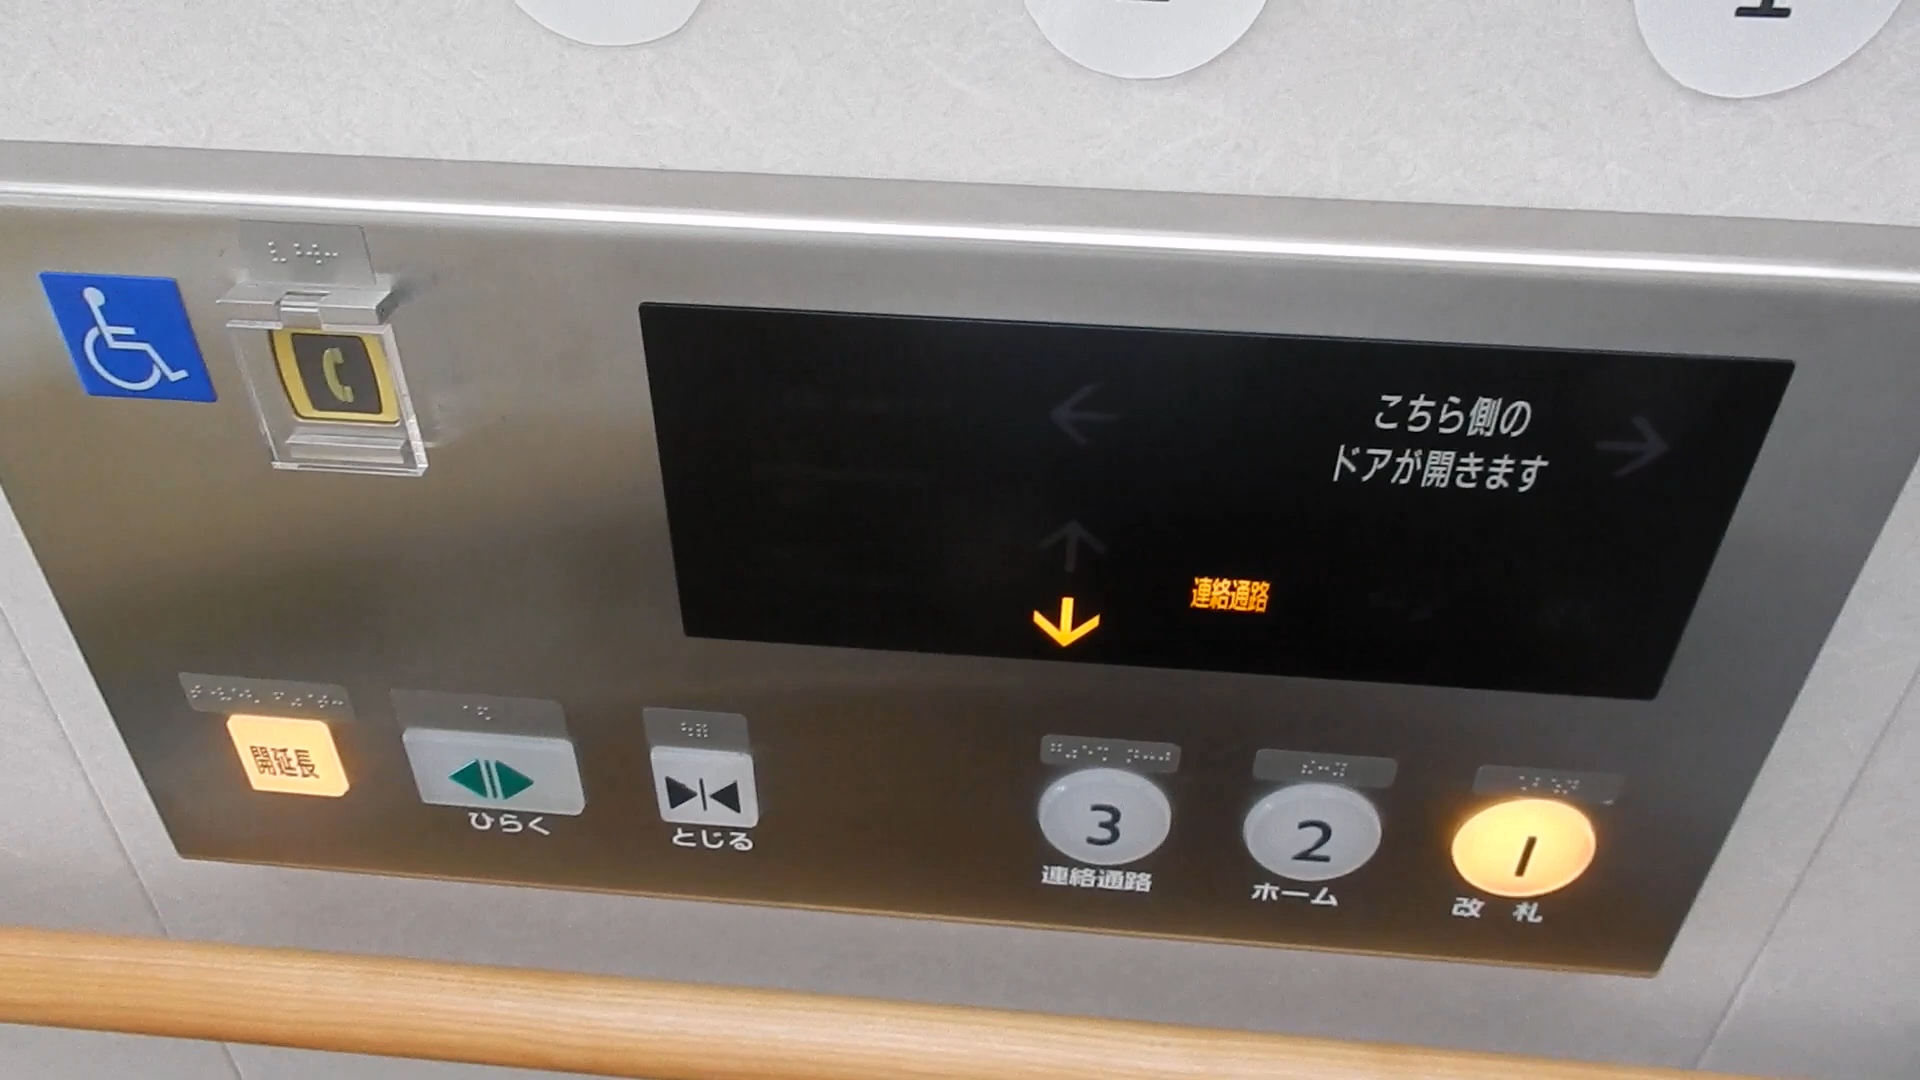 こちら側の
ドアが開きます
連絡通路
開延長
ひらく
とじる
3
連絡通路
2
ホーム
1
改 札